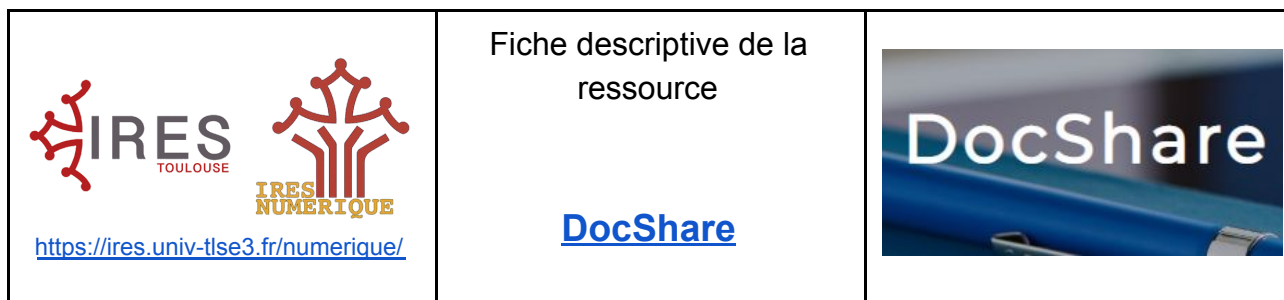 IRES
TOULOUSE
IRES
NUMERIQUE
https://ires.univ-tlse3.fr/numerique/
Fiche descriptive de la
ressource
DocShare
DocShare